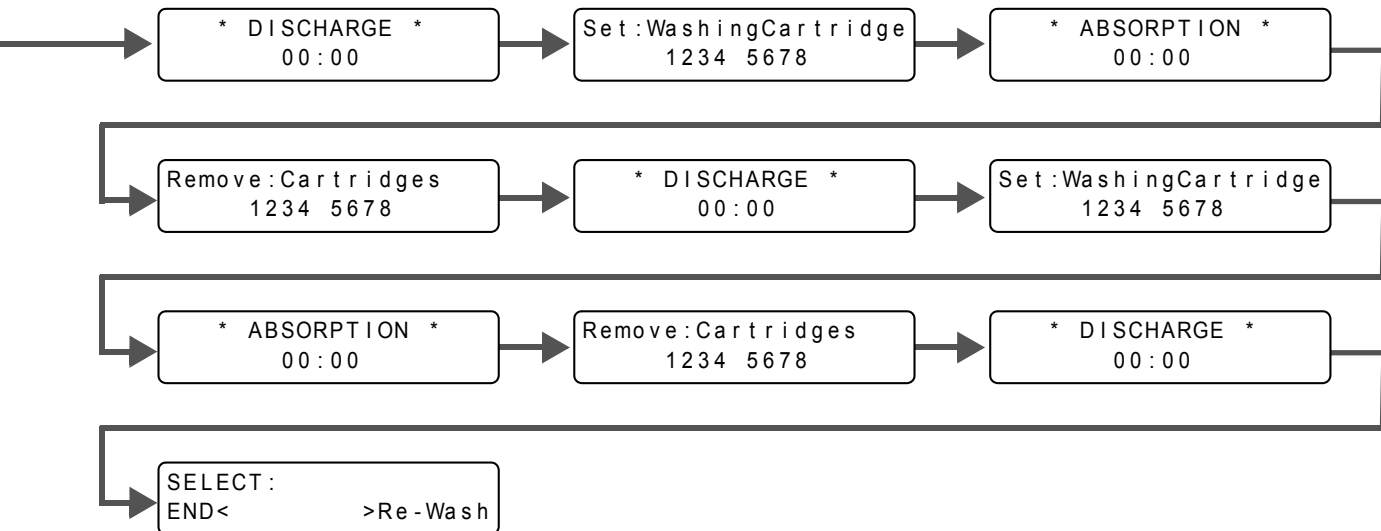 * DISCHARGE *
00:00
Set:WashingCartridge
1234 5678
* ABSORPTION *
00:00
Remove:Cartridges
1234 5678
* DISCHARGE *
00:00
Set:WashingCartridge
1234 5678
* ABSORPTION *
00:00
Remove:Cartridges
1234 5678
* DISCHARGE *
00:00
SELECT:
END< >Re-Wash